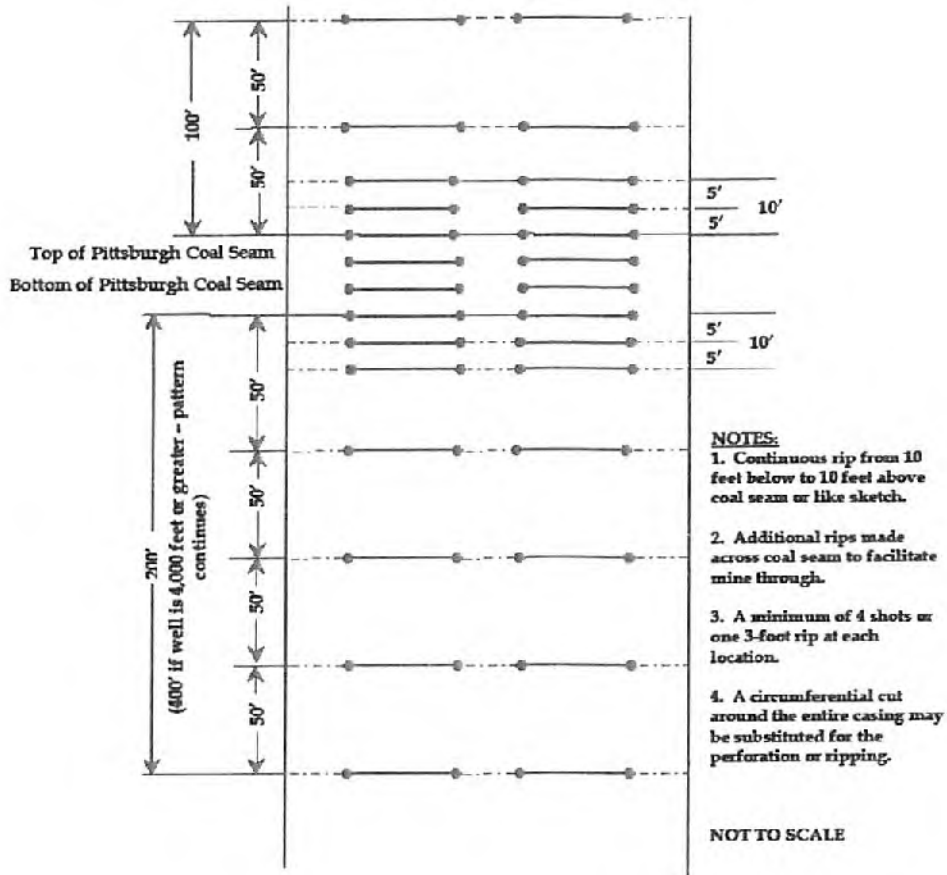 100'
50'
50'
5'
10'
5'
Top of Pittsburgh Coal Seam
Bottom of Pittsburgh Coal Seam
5'
10'
5'
200'
(400' if well is 4,000 feet or greater – pattern
continues)
50'
50'
50'
50'
NOTES:
1. Continuous rip from 10
feet below to 10 feet above
coal seam or like sketch.
2. Additional rips made
across coal seam to facilitate
mine through.
3. A minimum of 4 shots or
one 3-foot rip at each
location.
4. A circumferential cut
around the entire casing may
be substituted for the
perforation or ripping.
NOT TO SCALE